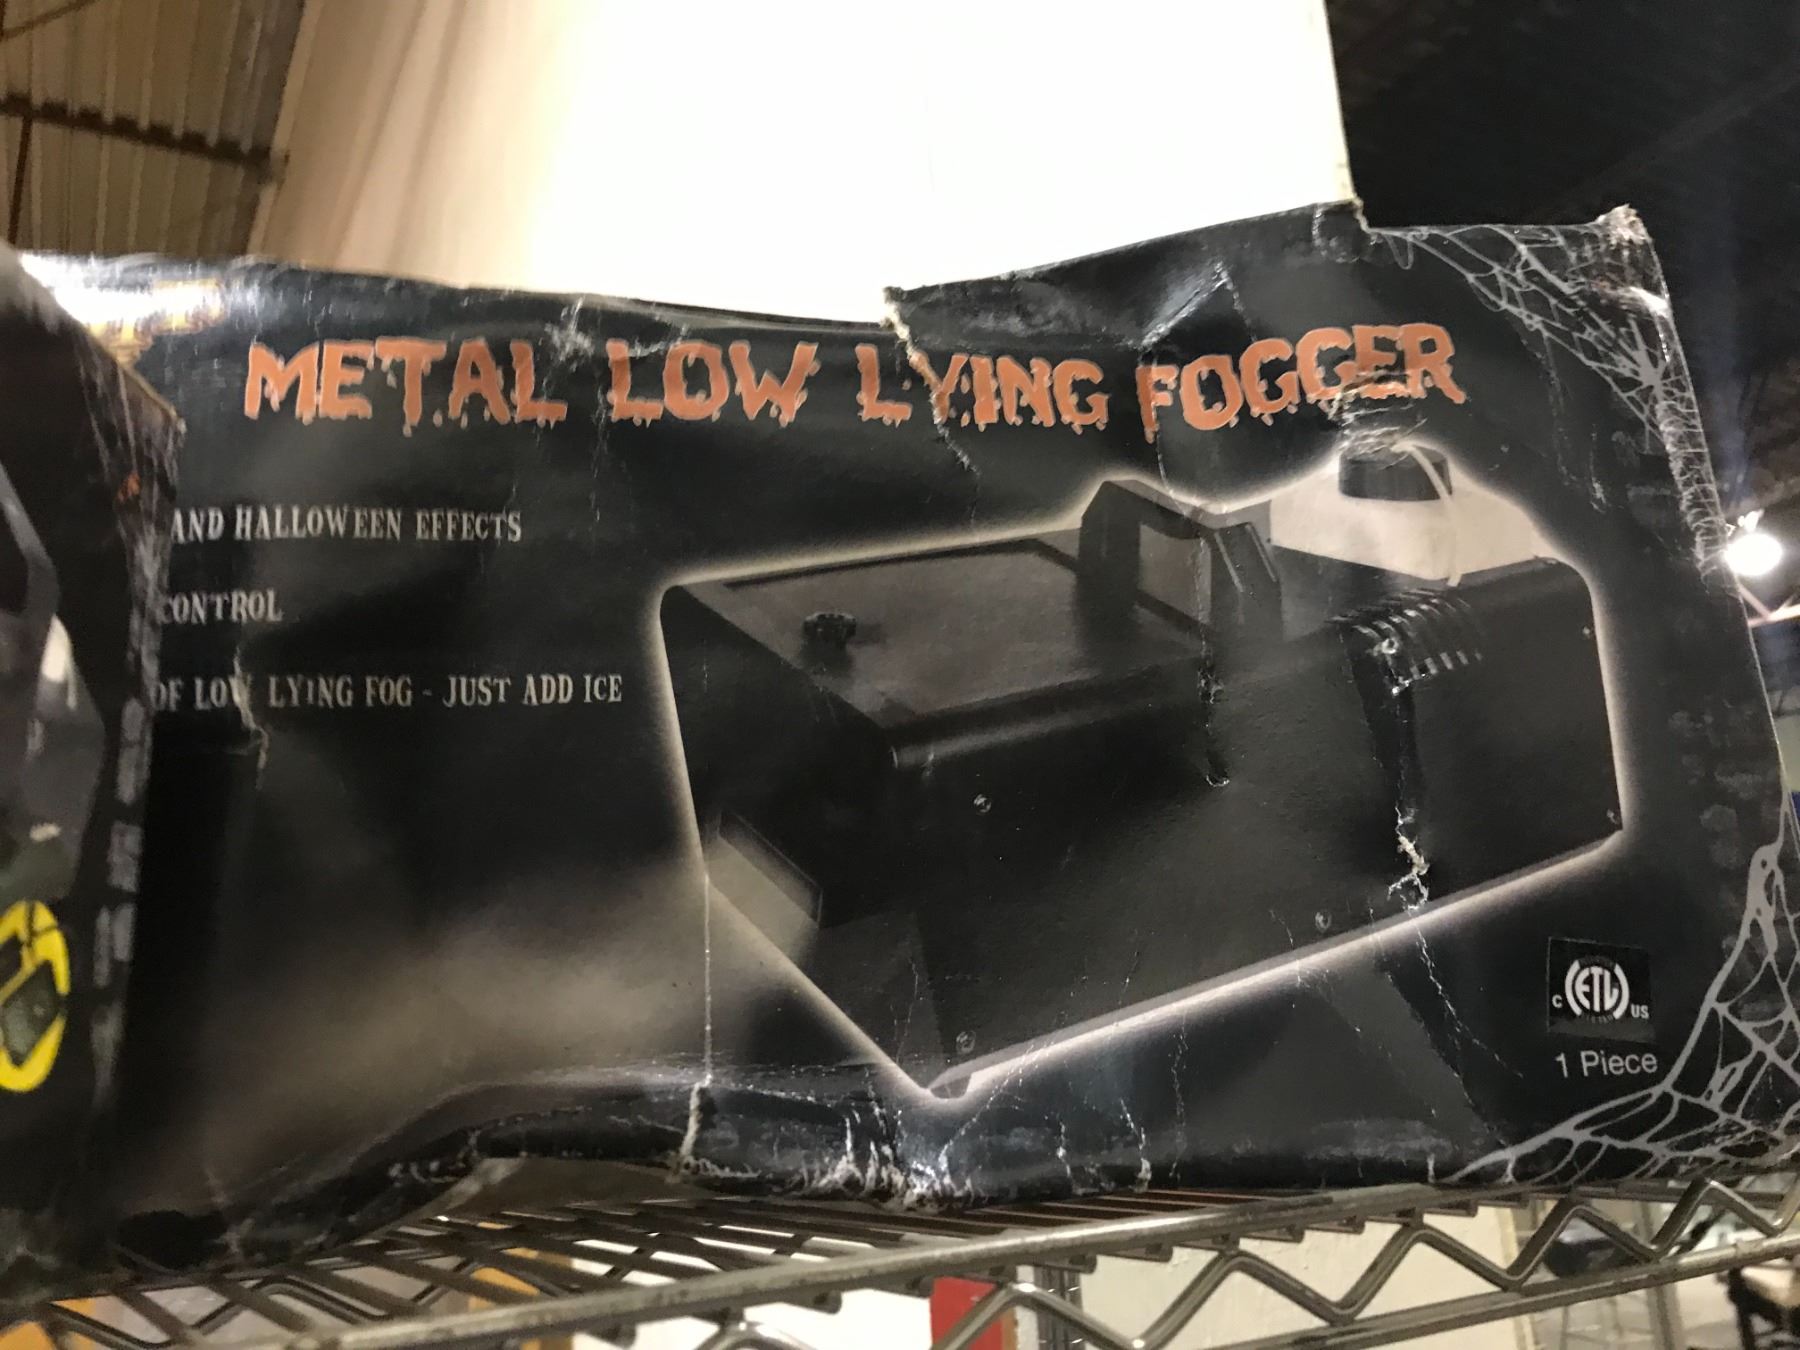 METAL LOW LYING FOGGER
AND HALLOWEEN EFFECTS
CONTROL
OF LOW LYING FOG - JUST ADD ICE
C ETL US
1 Piece